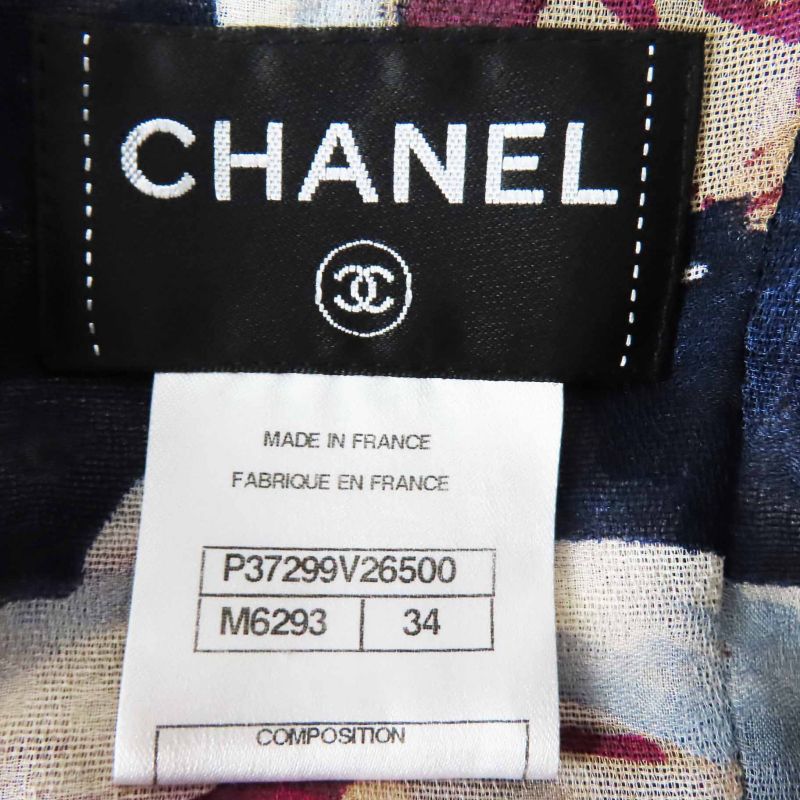 CHANEL
MADE IN FRANCE
FABRIQUE EN FRANCE
P37299V26500
M6293 34
COMPOSITION